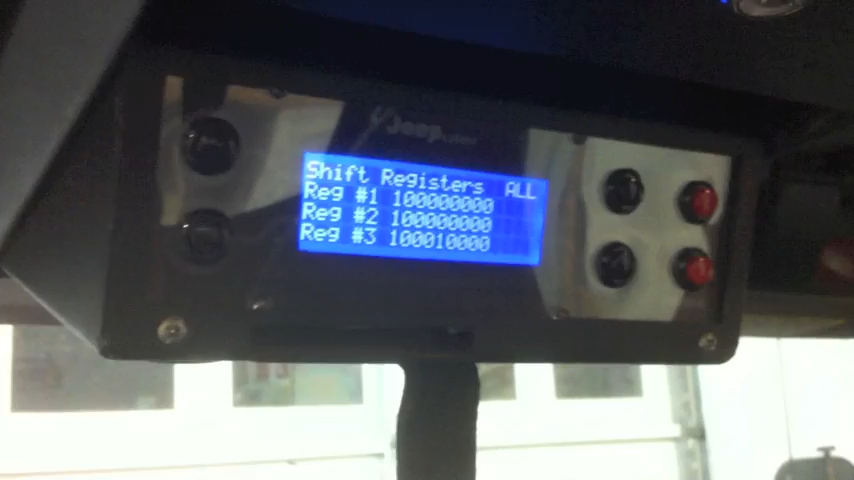 Jeep
Shift Registers ALL
Reg #1 100000000
Reg #2 100000000
Reg #3 100010000